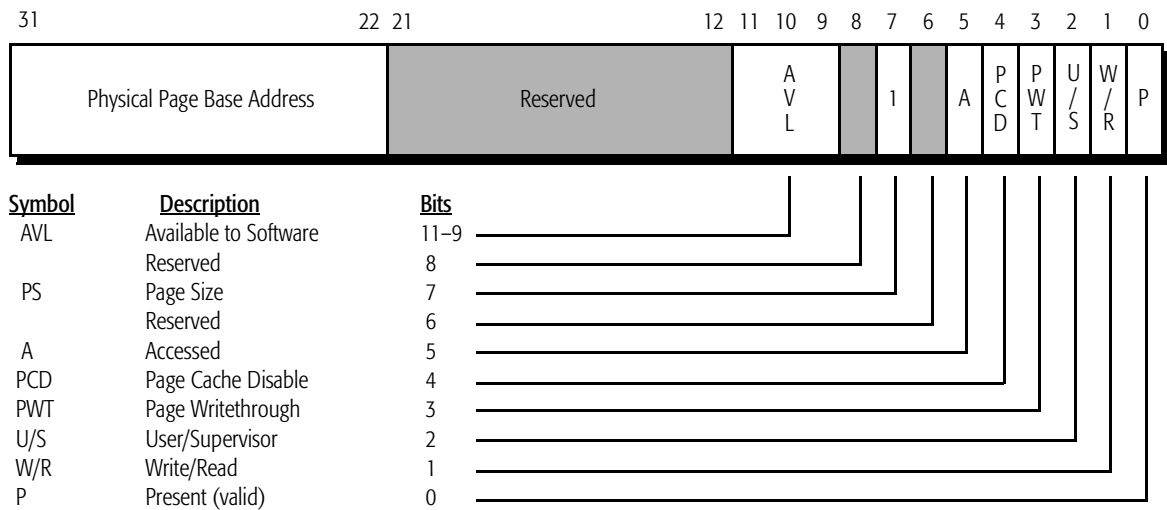 31 22 21 12 11 10 9 8 7 6 5 4 3 2 1 0
Physical Page Base Address Reserved AVL 1 A PCD PWT U/S W/R P
Symbol Description Bits
AVL Available to Software 11–9
Reserved 8
PS Page Size 7
Reserved 6
A Accessed 5
PCD Page Cache Disable 4
PWT Page Writethrough 3
U/S User/Supervisor 2
W/R Write/Read 1
P Present (valid) 0